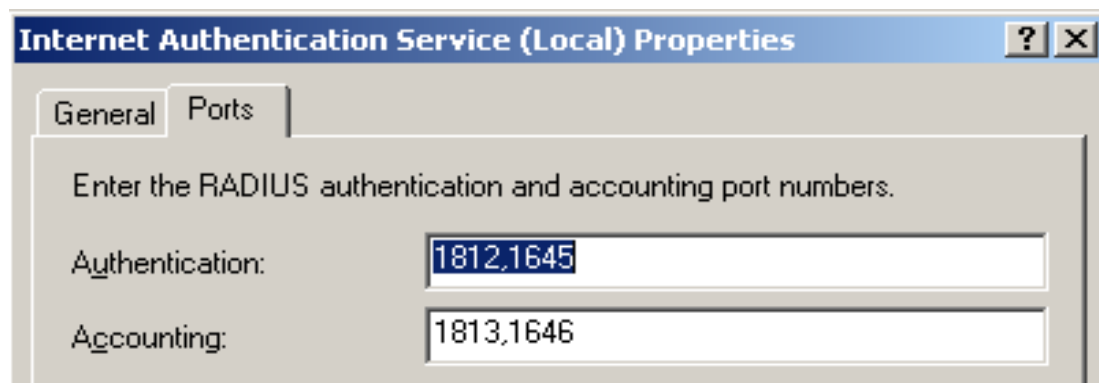 Internet Authentication Service (Local) Properties
General Ports
Enter the RADIUS authentication and accounting port numbers.
Authentication: 1812,1645
Accounting: 1813,1646